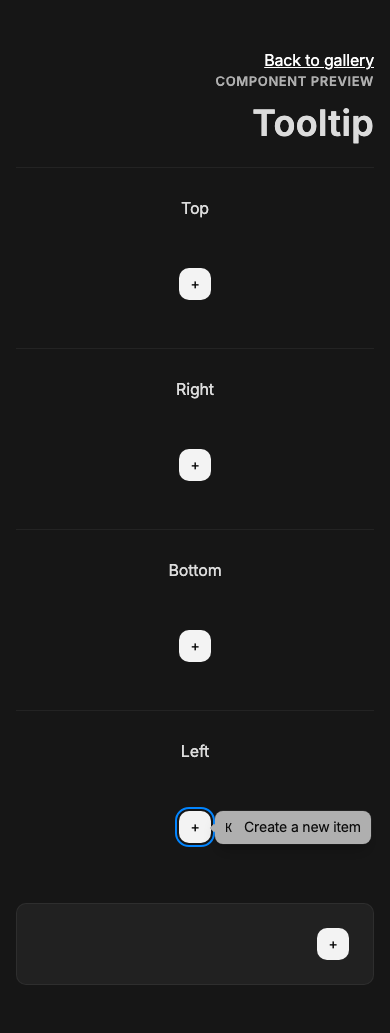 Back to gallery
COMPONENT PREVIEW
Tooltip
Top
+
Right
+
Bottom
+
Left
+
K Create a new item
+